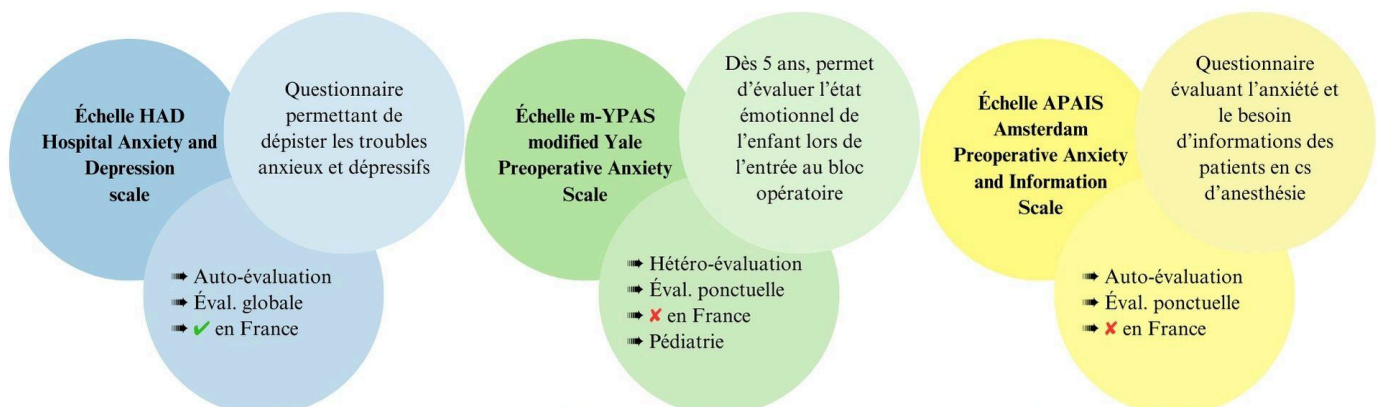 Échelle HAD
Hospital Anxiety and
Depression
scale
Questionnaire
permettant de
dépister les troubles
anxieux et dépressifs
➠ Auto-évaluation
➠ Éval. globale
➠ ✔ en France
Échelle m-YPAS
modified Yale
Preoperative Anxiety
Scale
Dès 5 ans, permet
d’évaluer l’état
émotionnel de
l’enfant lors de
l’entrée au bloc
opératoire
➠ Hétéro-évaluation
➠ Éval. ponctuelle
➠ ✘ en France
➠ Pédiatrie
Échelle APAIS
Amsterdam
Preoperative Anxiety
and Information
Scale
Questionnaire
évaluant l’anxiété et
le besoin
d’informations des
patients en cs
d’anesthésie
➠ Auto-évaluation
➠ Éval. ponctuelle
➠ ✘ en France